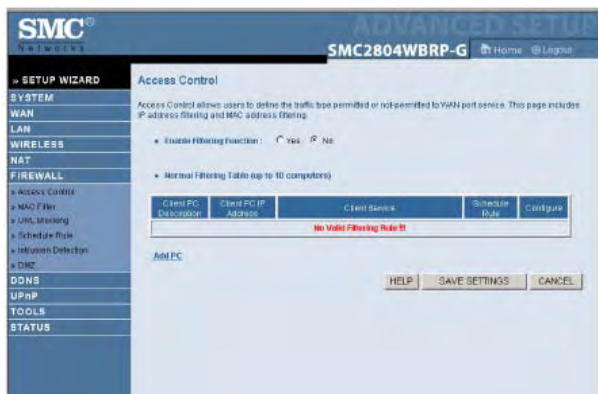 SMC®
Networks
ADVANCED SETUP
SMC2804WBRP-G
Home
Logout
» SETUP WIZARD
SYSTEM
WAN
LAN
WIRELESS
NAT
FIREWALL
» Access Control
» MAC Filter
» URL Blocking
» Schedule Rule
» Intrusion Detection
» DMZ
DDNS
UPnP
TOOLS
STATUS
Access Control
Access Control allows users to define the traffic type permitted or not-permitted to WAN port service. This page includes
IP address filtering and MAC address filtering.
• Enable Filtering Function : Yes No
• Normal Filtering Table (up to 10 computers)
Client PC Description
Client PC IP Address
Client Service
Schedule Rule
Configure
No Valid Filtering Rule !!!
Add PC
HELP
SAVE SETTINGS
CANCEL